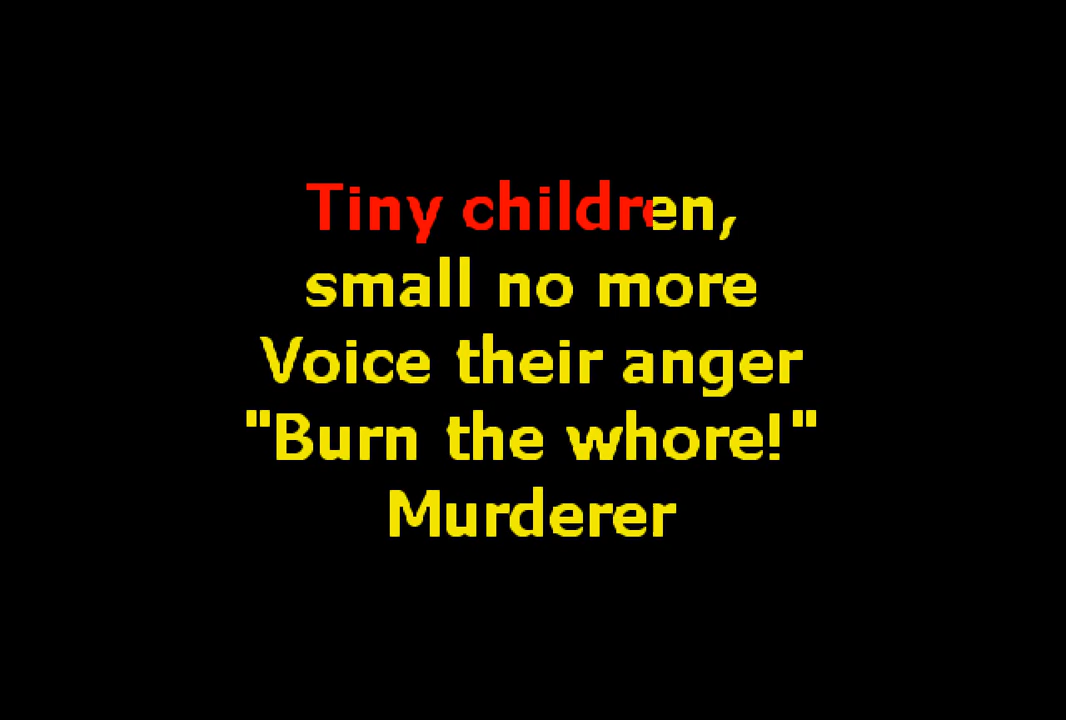 Tiny children,
small no more
Voice their anger
"Burn the whore!"
Murderer